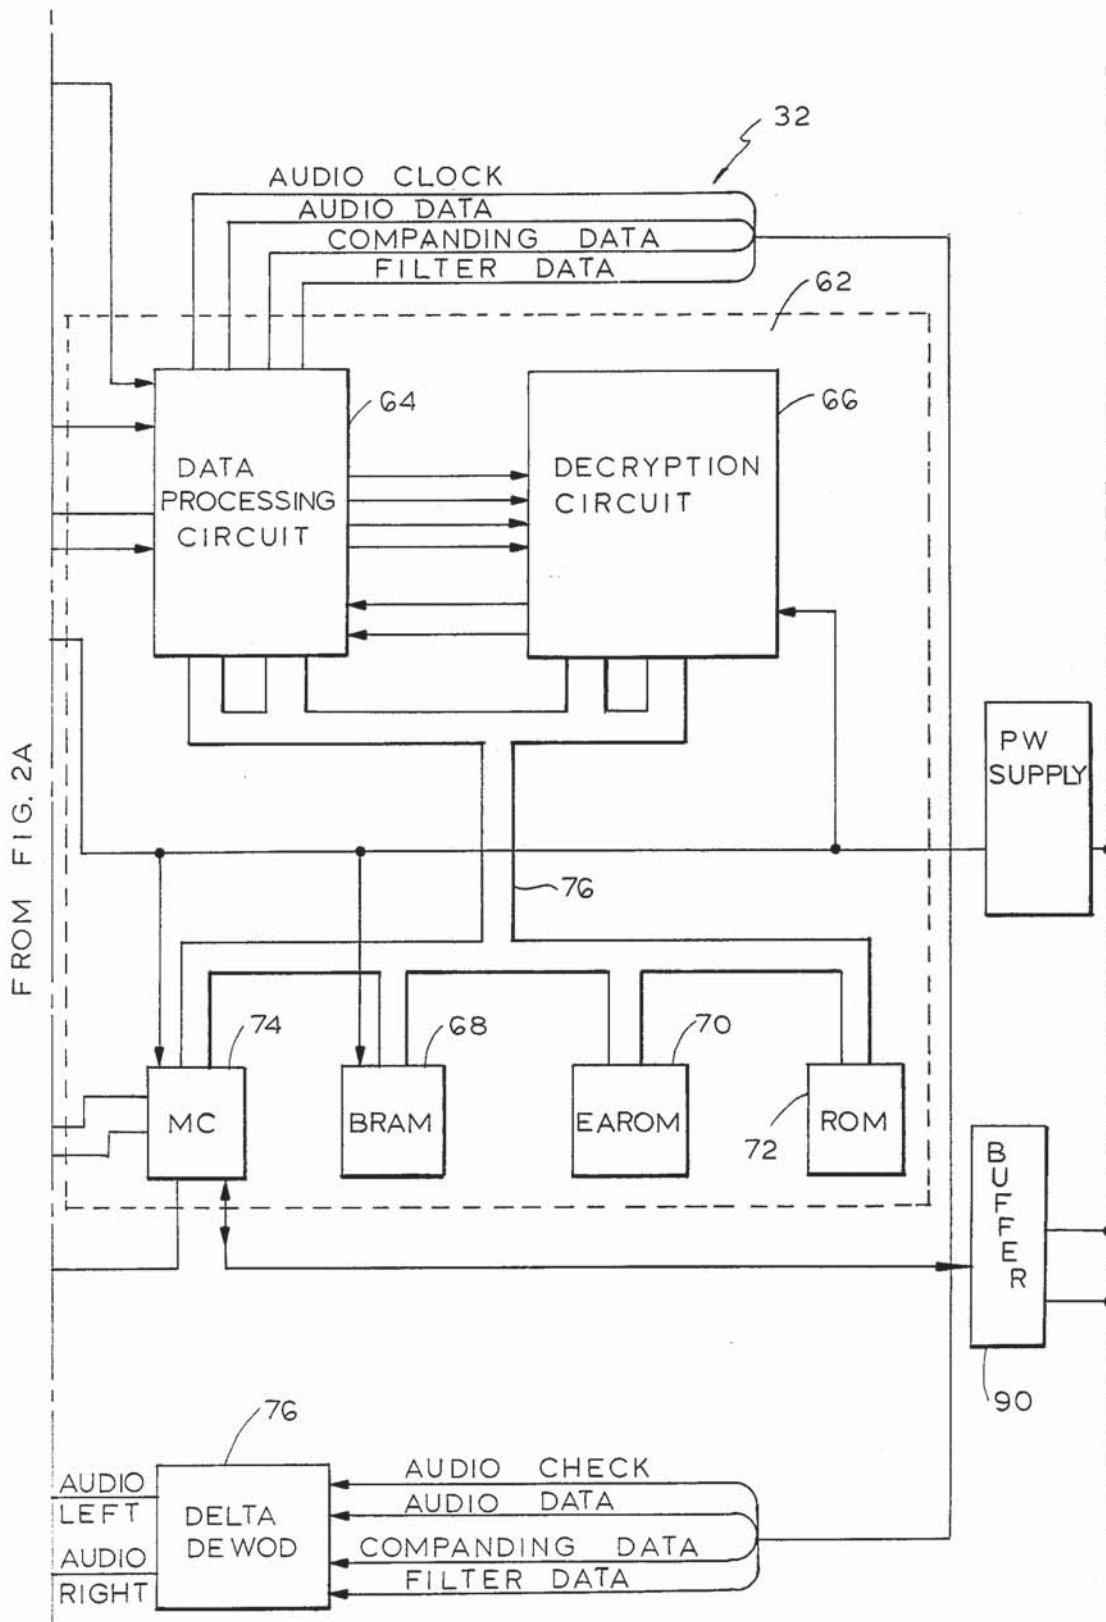 32
AUDIO CLOCK
AUDIO DATA
COMPANDING DATA
FILTER DATA
62
64
66
DATA
PROCESSING
CIRCUIT
DECRYPTION
CIRCUIT
FROM FIG. 2A
PW
SUPPLY
76
74
68
70
72
MC
BRAM
EAROM
ROM
BUFFER
90
76
AUDIO
LEFT
AUDIO
RIGHT
DELTA
DEWOD
AUDIO CHECK
AUDIO DATA
COMPANDING DATA
FILTER DATA